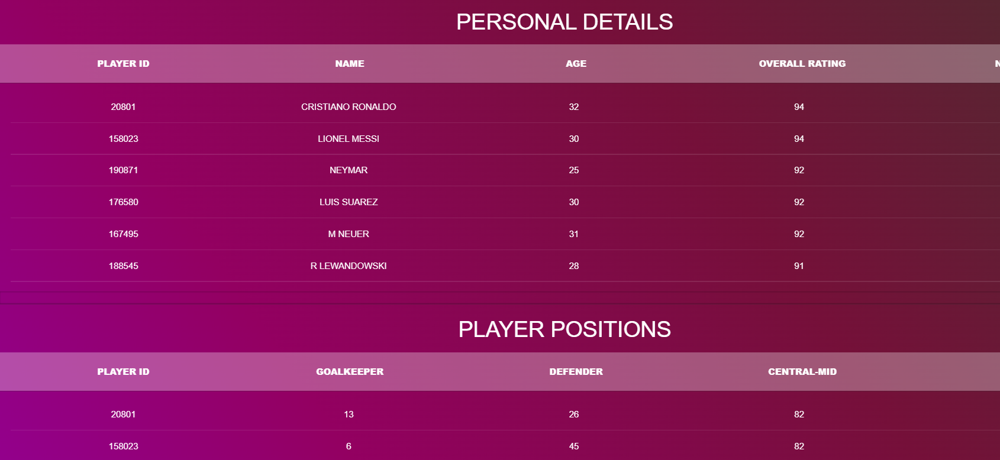 PERSONAL DETAILS
PLAYER ID NAME AGE OVERALL RATING
20801 CRISTIANO RONALDO 32 94
158023 LIONEL MESSI 30 94
190871 NEYMAR 25 92
176580 LUIS SUAREZ 30 92
167495 M NEUER 31 92
188545 R LEWANDOWSKI 28 91
PLAYER POSITIONS
PLAYER ID GOALKEEPER DEFENDER CENTRAL-MID
20801 13 26 82
158023 6 45 82